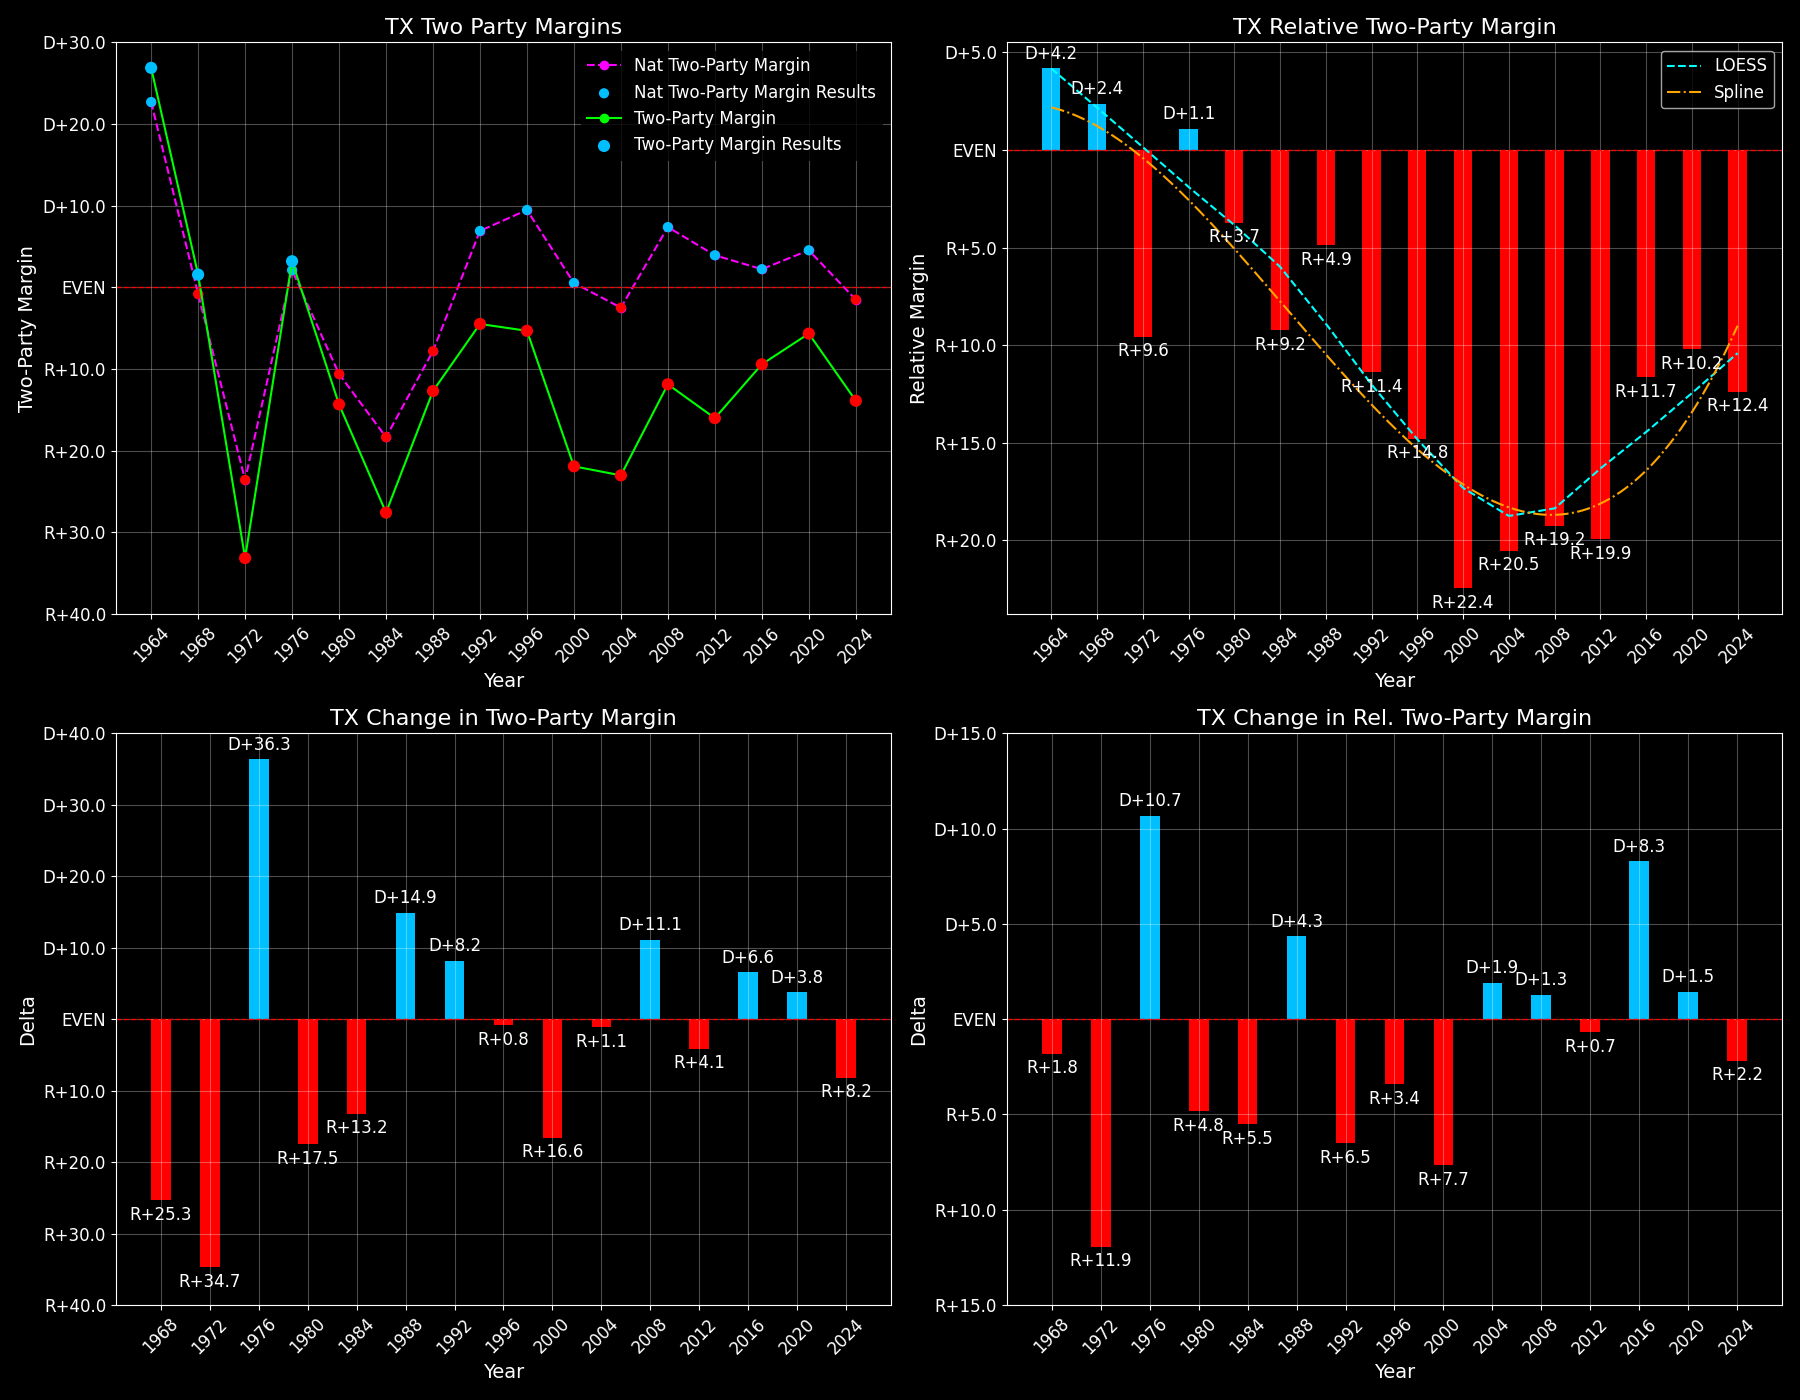 TX Two Party Margins
D+30.0
D+20.0
D+10.0
EVEN
R+10.0
R+20.0
R+30.0
R+40.0
Two-Party Margin
Nat Two-Party Margin
Nat Two-Party Margin Results
Two-Party Margin
Two-Party Margin Results
1964
1968
1972
1976
1980
1984
1988
1992
1996
2000
2004
2008
2012
2016
2020
2024
Year
TX Relative Two-Party Margin
D+5.0
EVEN
R+5.0
R+10.0
R+15.0
R+20.0
Relative Margin
LOESS
Spline
D+4.2
D+2.4
R+9.6
D+1.1
R+3.7
R+9.2
R+4.9
R+11.4
R+14.8
R+22.4
R+20.5
R+19.2
R+19.9
R+11.7
R+10.2
R+12.4
1964
1968
1972
1976
1980
1984
1988
1992
1996
2000
2004
2008
2012
2016
2020
2024
Year
TX Change in Two-Party Margin
D+40.0
D+30.0
D+20.0
D+10.0
EVEN
R+10.0
R+20.0
R+30.0
R+40.0
Delta
R+25.3
R+34.7
D+36.3
R+17.5
R+13.2
D+14.9
D+8.2
R+0.8
R+16.6
R+1.1
D+11.1
R+4.1
D+6.6
D+3.8
R+8.2
1968
1972
1976
1980
1984
1988
1992
1996
2000
2004
2008
2012
2016
2020
2024
Year
TX Change in Rel. Two-Party Margin
D+15.0
D+10.0
D+5.0
EVEN
R+5.0
R+10.0
R+15.0
Delta
R+1.8
R+11.9
D+10.7
R+4.8
R+5.5
D+4.3
R+6.5
R+3.4
R+7.7
D+1.9
D+1.3
R+0.7
D+8.3
D+1.5
R+2.2
1968
1972
1976
1980
1984
1988
1992
1996
2000
2004
2008
2012
2016
2020
2024
Year